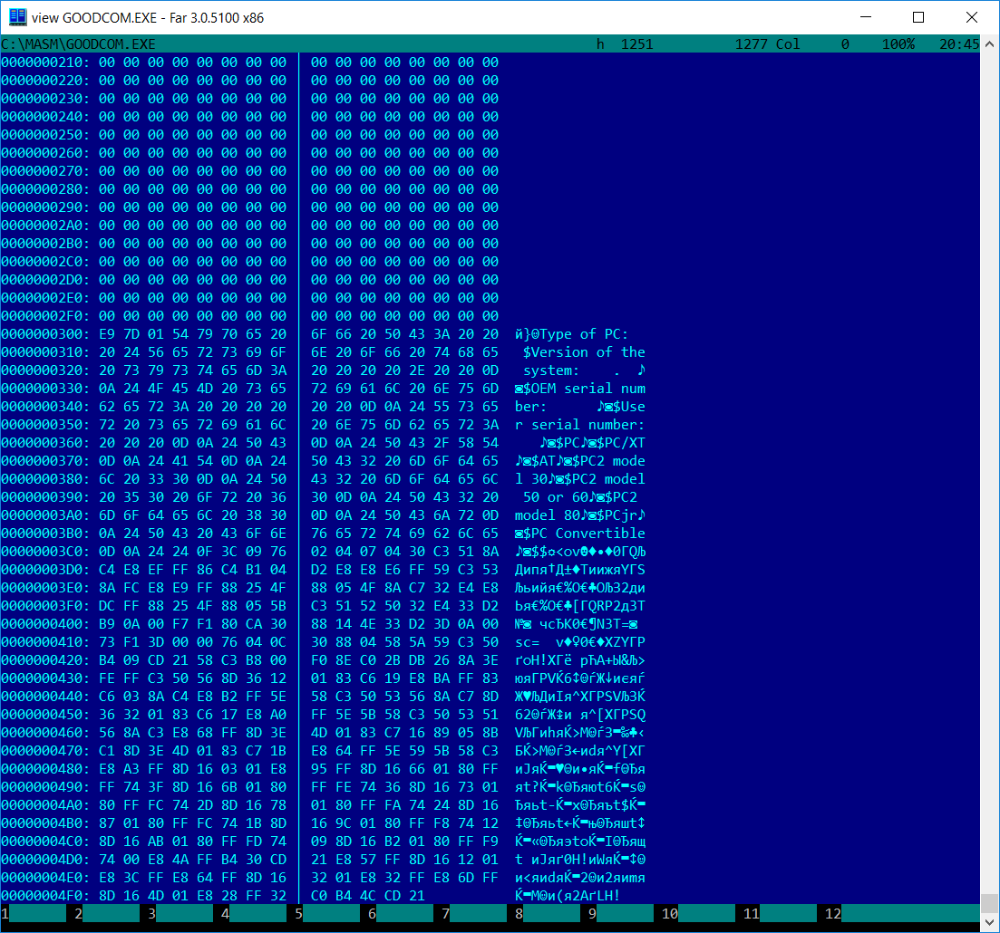 view GOODCOM.EXE - Far 3.0.5100 x86
C:\MASM\GOODCOM.EXE h 1251 1277 Col 0 100% 20:45
0000000210: 00 00 00 00 00 00 00 00 │ 00 00 00 00 00 00 00 00
0000000220: 00 00 00 00 00 00 00 00 │ 00 00 00 00 00 00 00 00
0000000230: 00 00 00 00 00 00 00 00 │ 00 00 00 00 00 00 00 00
0000000240: 00 00 00 00 00 00 00 00 │ 00 00 00 00 00 00 00 00
0000000250: 00 00 00 00 00 00 00 00 │ 00 00 00 00 00 00 00 00
0000000260: 00 00 00 00 00 00 00 00 │ 00 00 00 00 00 00 00 00
0000000270: 00 00 00 00 00 00 00 00 │ 00 00 00 00 00 00 00 00
0000000280: 00 00 00 00 00 00 00 00 │ 00 00 00 00 00 00 00 00
0000000290: 00 00 00 00 00 00 00 00 │ 00 00 00 00 00 00 00 00
00000002A0: 00 00 00 00 00 00 00 00 │ 00 00 00 00 00 00 00 00
00000002B0: 00 00 00 00 00 00 00 00 │ 00 00 00 00 00 00 00 00
00000002C0: 00 00 00 00 00 00 00 00 │ 00 00 00 00 00 00 00 00
00000002D0: 00 00 00 00 00 00 00 00 │ 00 00 00 00 00 00 00 00
00000002E0: 00 00 00 00 00 00 00 00 │ 00 00 00 00 00 00 00 00
00000002F0: 00 00 00 00 00 00 00 00 │ 00 00 00 00 00 00 00 00
0000000300: E9 7D 01 54 79 70 65 20 │ 6F 66 20 50 43 3A 20 20 й}☺Type of PC:
0000000310: 20 24 56 65 72 73 69 6F │ 6E 20 6F 66 20 74 68 65 $Version of the
0000000320: 20 73 79 73 74 65 6D 3A │ 20 20 20 20 2E 20 20 0D system: . ♪
0000000330: 0A 24 4F 45 4D 20 73 65 │ 72 69 61 6C 20 6E 75 6D ◙$OEM serial num
0000000340: 62 65 72 3A 20 20 20 20 │ 20 20 0D 0A 24 55 73 65 ber: ♪◙$Use
0000000350: 72 20 73 65 72 69 61 6C │ 20 6E 75 6D 62 65 72 3A r serial number:
0000000360: 20 20 20 0D 0A 24 50 43 │ 0D 0A 24 50 43 2F 58 54 ♪◙$PC♪◙$PC/XT
0000000370: 0D 0A 24 41 54 0D 0A 24 │ 50 43 32 20 6D 6F 64 65 ♪◙$AT♪◙$PC2 mode
0000000380: 6C 20 33 30 0D 0A 24 50 │ 43 32 20 6D 6F 64 65 6C l 30♪◙$PC2 model
0000000390: 20 35 30 20 6F 72 20 36 │ 30 0D 0A 24 50 43 32 20 50 or 60♪◙$PC2
00000003A0: 6D 6F 64 65 6C 20 38 30 │ 0D 0A 24 50 43 6A 72 0D model 80♪◙$PCjr♪
00000003B0: 0A 24 50 43 20 43 6F 6E │ 76 65 72 74 69 62 6C 65 ◙$PC Convertible
00000003C0: 0D 0A 24 24 0F 3C 09 76 │ 02 04 07 04 30 C3 51 8A ♪◙$$☼<○v☻♦•♦0ГQЉ
00000003D0: C4 E8 EF FF 86 C4 B1 04 │ D2 E8 E8 E6 FF 59 C3 53 Дипя†Д±♦ТиижяYГS
00000003E0: 8A FC E8 E9 FF 88 25 4F │ 88 05 4F 8A C7 32 E4 E8 Љьийя€%O€♣OЉЗ2ди
00000003F0: DC FF 88 25 4F 88 05 5B │ C3 51 52 50 32 E4 33 D2 Ья€%O€♣[ГQRP2д3Т
0000000400: B9 0A 00 F7 F1 80 CA 30 │ 88 14 4E 33 D2 3D 0A 00 №◙ чсЂК0€¶N3Т=◙
0000000410: 73 F1 3D 00 00 76 04 0C │ 30 88 04 58 5A 59 C3 50 sс= v♦♀0€♦XZYГP
0000000420: B4 09 CD 21 58 C3 B8 00 │ F0 8E C0 2B DB 26 8A 3E ґ○Н!XГё рЋА+Ы&Љ>
0000000430: FE FF C3 50 56 8D 36 12 │ 01 83 C6 19 E8 BA FF 83 юяГPVЌ6↕☺ѓЖ↓иєяѓ
0000000440: C6 03 8A C4 E8 B2 FF 5E │ 58 C3 50 53 56 8A C7 8D Ж♥ЉДиІя^XГPSVЉЗЌ
0000000450: 36 32 01 83 C6 17 E8 A0 │ FF 5E 5B 58 C3 50 53 51 62☺ѓЖ↨и я^[XГPSQ
0000000460: 56 8A C3 E8 68 FF 8D 3E │ 4D 01 83 C7 16 89 05 8B VЉГиhяЌ>M☺ѓЗ▬‰♣‹
0000000470: C1 8D 3E 4D 01 83 C7 1B │ E8 64 FF 5E 59 5B 58 C3 БЌ>M☺ѓЗ←иdя^Y[XГ
0000000480: E8 A3 FF 8D 16 03 01 E8 │ 95 FF 8D 16 66 01 80 FF иЈяЌ▬♥☺и•яЌ▬f☺Ђя
0000000490: FF 74 3F 8D 16 6B 01 80 │ FF FE 74 36 8D 16 73 01 яt?Ќ▬k☺Ђяюt6Ќ▬s☺
00000004A0: 80 FF FC 74 2D 8D 16 78 │ 01 80 FF FA 74 24 8D 16 Ђяьt-Ќ▬x☺Ђяъt$Ќ▬
00000004B0: 87 01 80 FF FC 74 1B 8D │ 16 9C 01 80 FF F8 74 12 ‡☺Ђяьt←Ќ▬њ☺Ђяшt↕
00000004C0: 8D 16 AB 01 80 FF FD 74 │ 09 8D 16 B2 01 80 FF F9 Ќ▬«☺Ђяэt○Ќ▬І☺Ђящ
00000004D0: 74 00 E8 4A FF B4 30 CD │ 21 E8 57 FF 8D 16 12 01 t иJяґ0Н!иWяЌ▬↕☺
00000004E0: E8 3C FF E8 64 FF 8D 16 │ 32 01 E8 32 FF E8 6D FF и<яиdяЌ▬2☺и2яиmя
00000004F0: 8D 16 4D 01 E8 28 FF 32 │ C0 B4 4C CD 21 Ќ▬M☺и(я2АґLН!
1 2 3 4 5 6 7 8 9 10 11 12